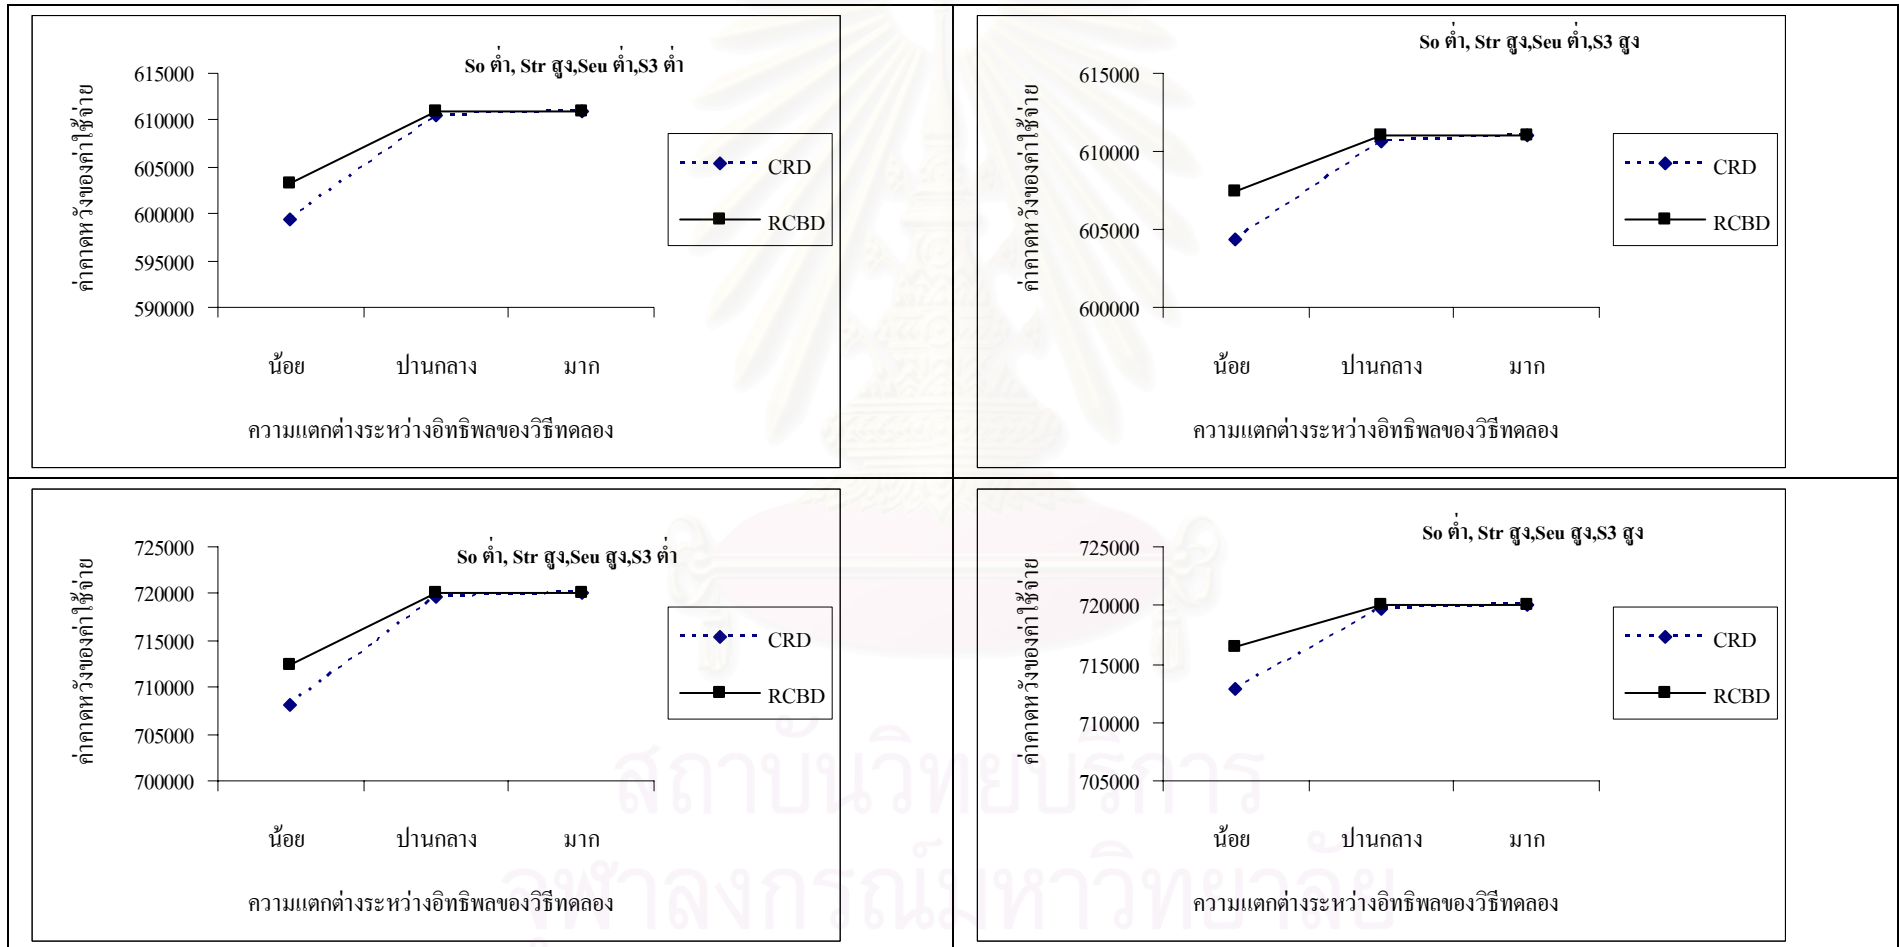 So ต่ำ, Str สูง,Seu ต่ำ,S3 ต่ำ
ค่าคาดหวังของค่าใช้จ่าย
615000
610000
605000
600000
595000
590000
น้อย ปานกลาง มาก
ความแตกต่างระหว่างอิทธิพลของวิธีทดลอง
CRD
RCBD
So ต่ำ, Str สูง,Seu ต่ำ,S3 สูง
ค่าคาดหวังของค่าใช้จ่าย
615000
610000
605000
600000
น้อย ปานกลาง มาก
ความแตกต่างระหว่างอิทธิพลของวิธีทดลอง
CRD
RCBD
So ต่ำ, Str สูง,Seu สูง,S3 ต่ำ
ค่าคาดหวังของค่าใช้จ่าย
725000
720000
715000
710000
705000
700000
น้อย ปานกลาง มาก
ความแตกต่างระหว่างอิทธิพลของวิธีทดลอง
CRD
RCBD
So ต่ำ, Str สูง,Seu สูง,S3 สูง
ค่าคาดหวังของค่าใช้จ่าย
725000
720000
715000
710000
705000
น้อย ปานกลาง มาก
ความแตกต่างระหว่างอิทธิพลของวิธีทดลอง
CRD
RCBD
สถาบันวิทยบริการ
จุฬาลงกรณ์มหาวิทยาลัย